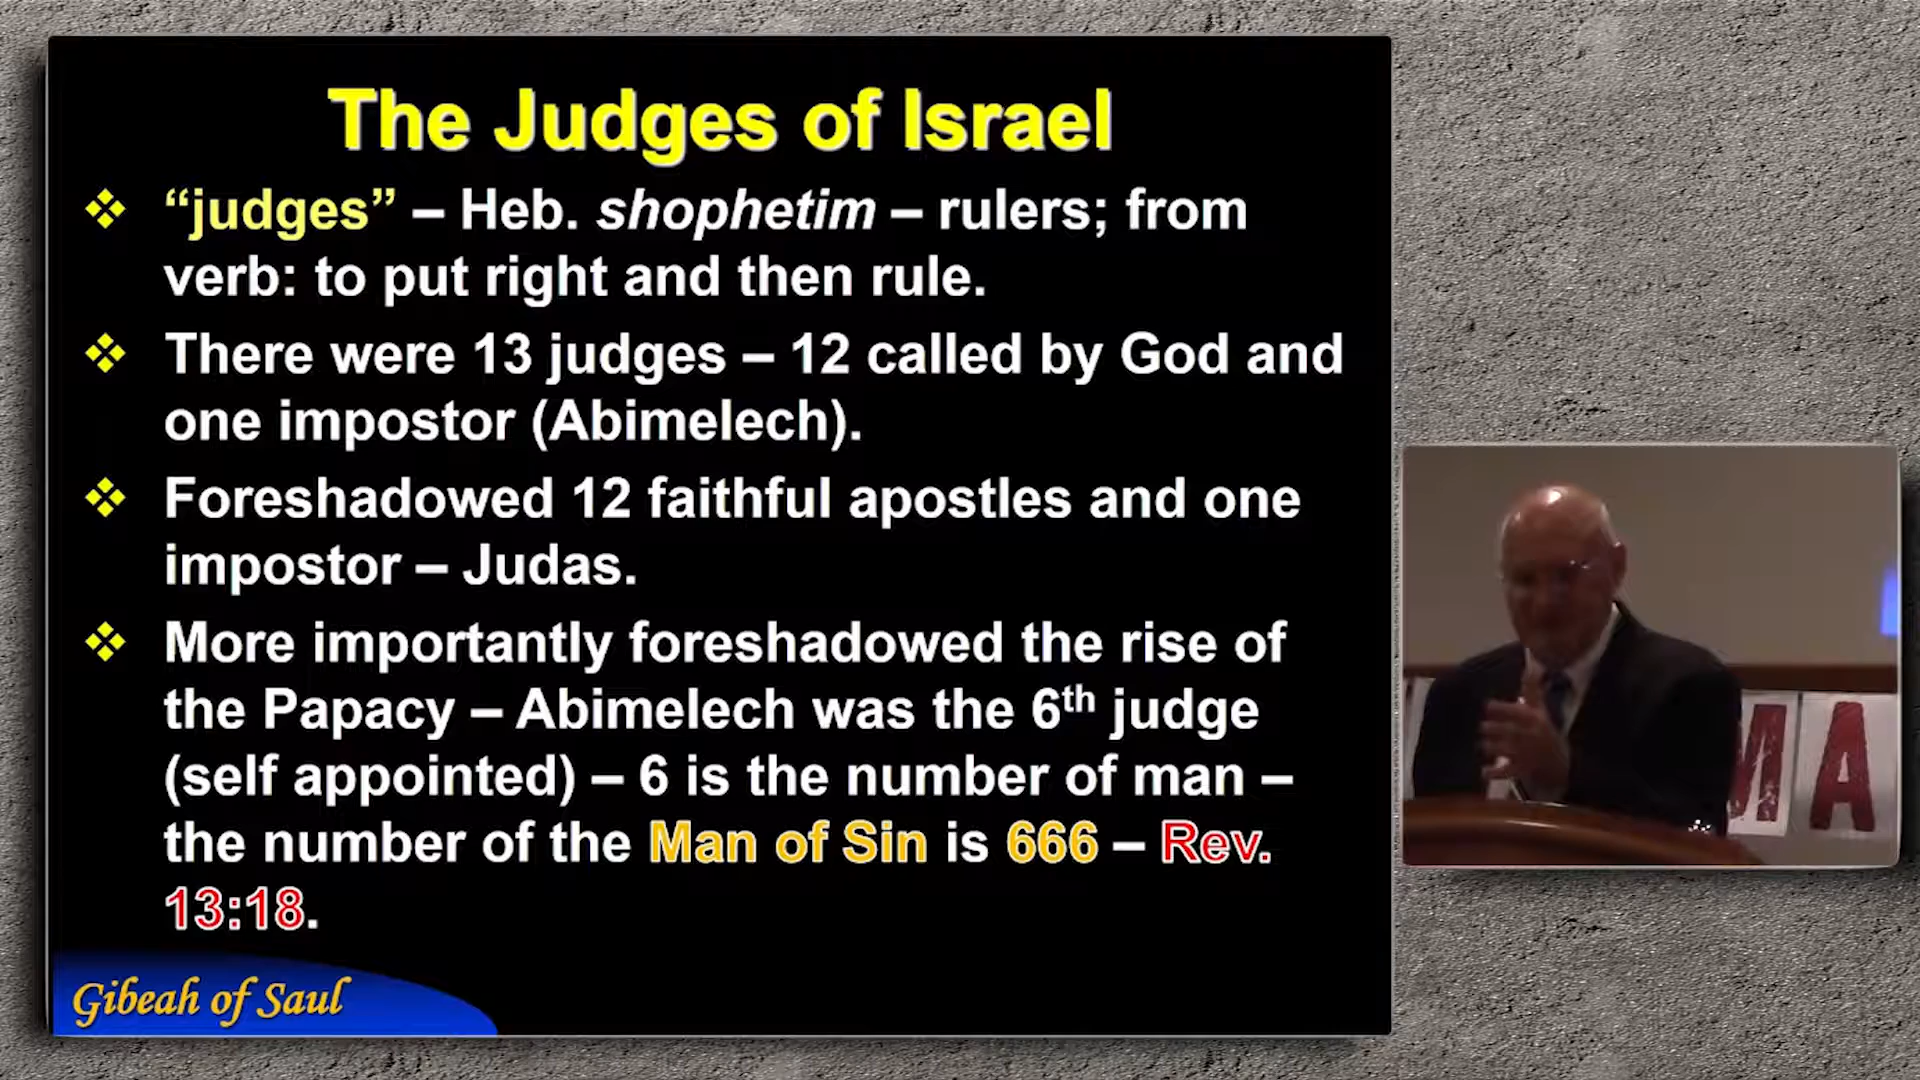 The Judges of Israel
❖ “judges” – Heb. shophetim – rulers; from
verb: to put right and then rule.
❖ There were 13 judges – 12 called by God and
one impostor (Abimelech).
❖ Foreshadowed 12 faithful apostles and one
impostor – Judas.
❖ More importantly foreshadowed the rise of
the Papacy – Abimelech was the 6th judge
(self appointed) – 6 is the number of man –
the number of the Man of Sin is 666 – Rev.
13:18.
Gibeah of Saul
MA